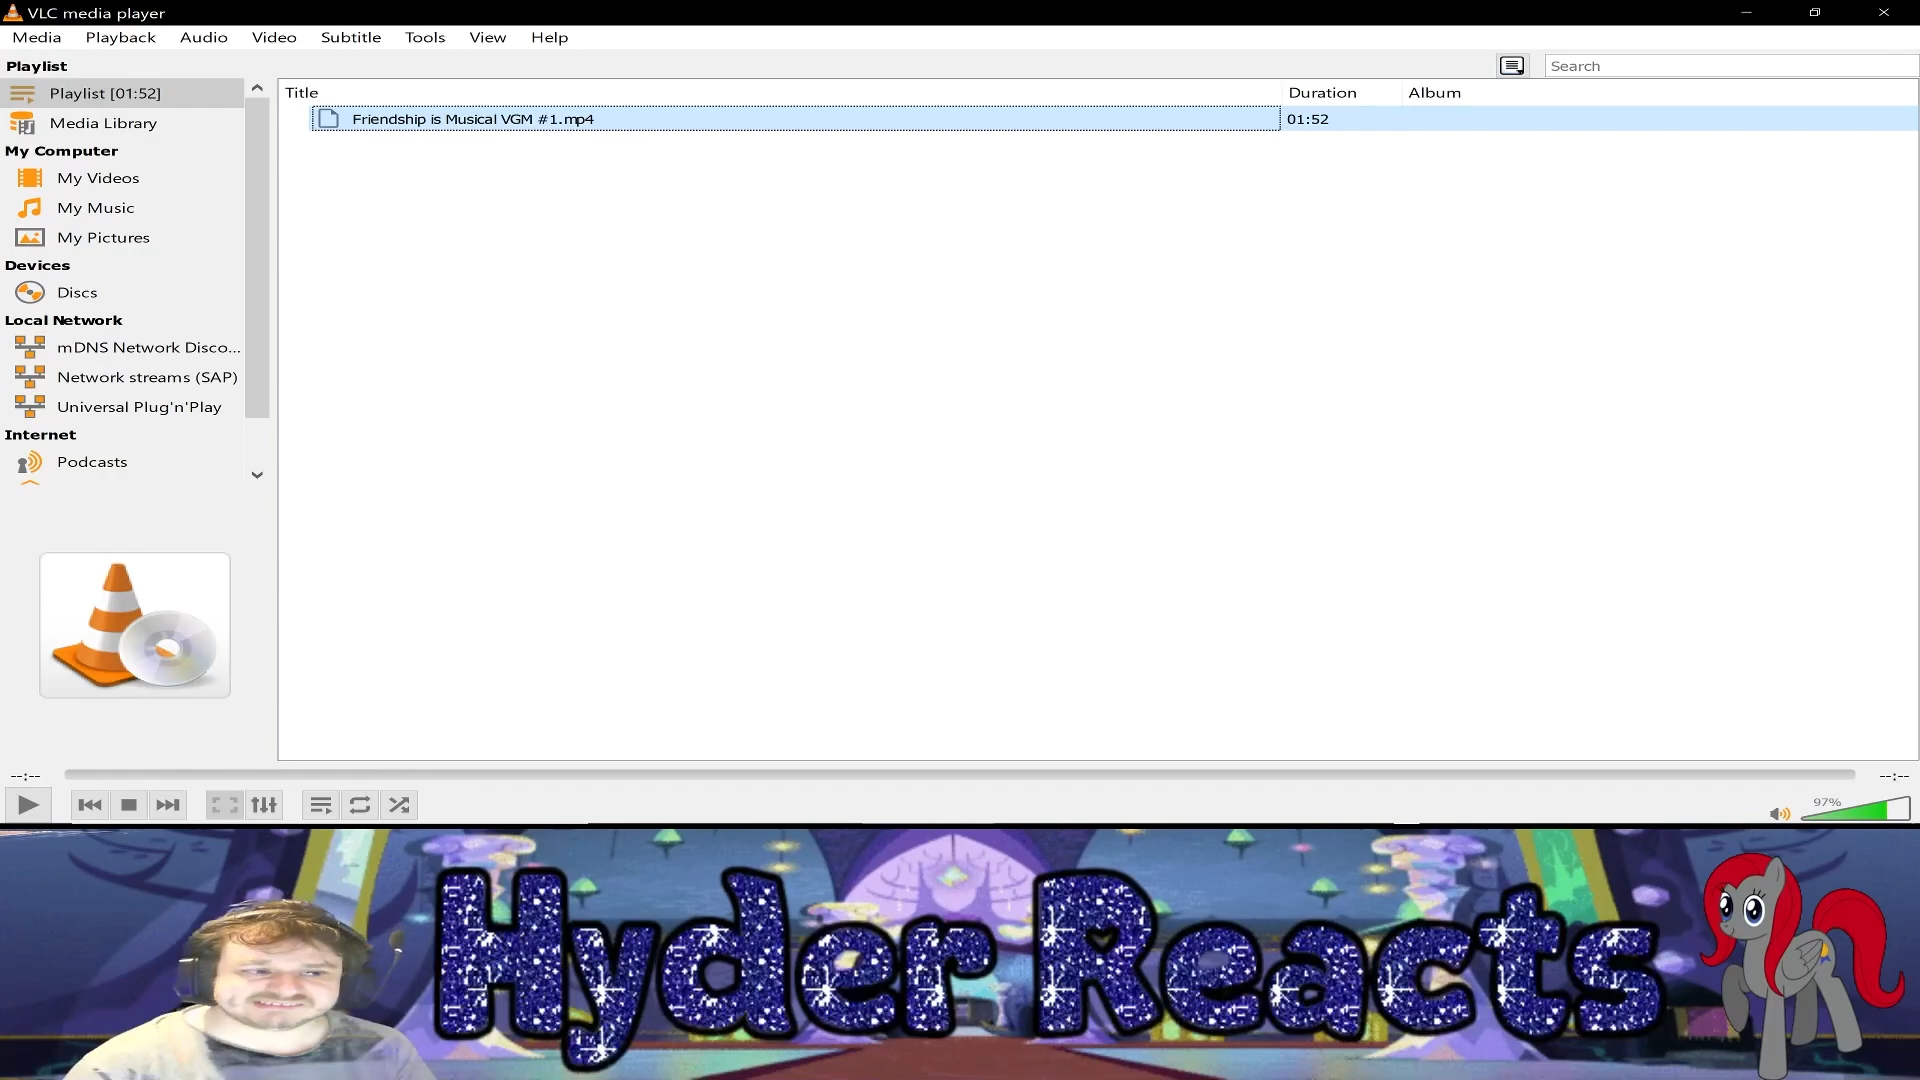 VLC media player
Media Playback Audio Video Subtitle Tools View Help
Playlist
Search
Playlist [01:52]
Media Library
My Computer
My Videos
My Music
My Pictures
Devices
Discs
Local Network
mDNS Network Disco...
Network streams (SAP)
Universal Plug'n'Play
Internet
Podcasts
Title Duration Album
Friendship is Musical VGM #1.mp4 01:52
--:-- --:--
97%
Hyder Reacts